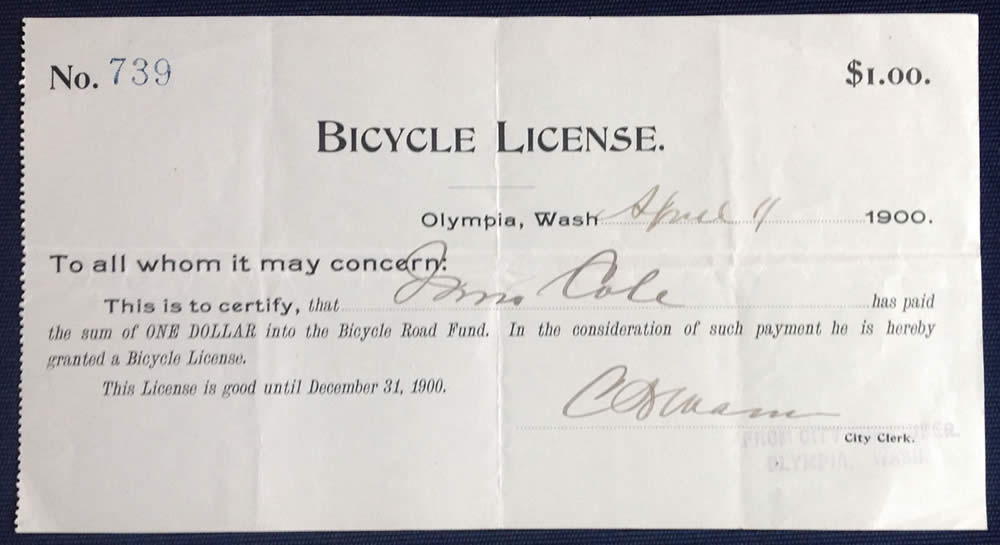 No. 739 $1.00.
BICYCLE LICENSE.
Olympia, Wash April 11 1900.
To all whom it may concern:
This is to certify, that Cole has paid
the sum of ONE DOLLAR into the Bicycle Road Fund. In the consideration of such payment he is hereby
granted a Bicycle License.
This License is good until December 31, 1900.
City Clerk.
FROM CITY
OLYMPIA, WASH.